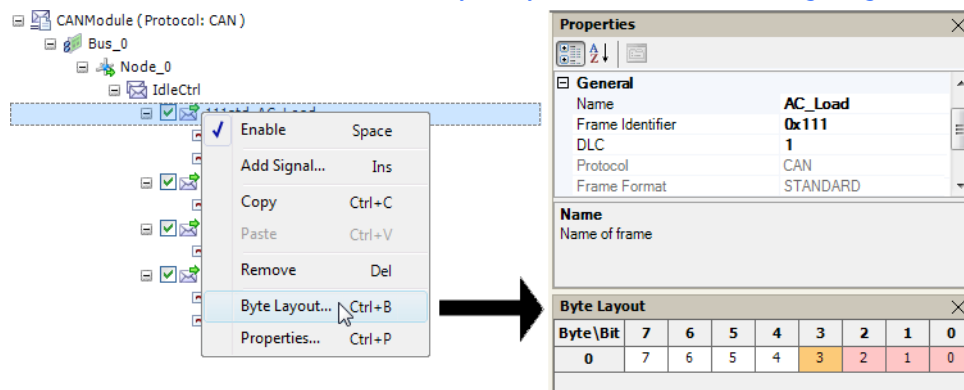 CANModule (Protocol: CAN )
Bus_0
Node_0
IdleCtrl
Enable Space
Add Signal... Ins
Copy Ctrl+C
Paste Ctrl+V
Remove Del
Byte Layout... Ctrl+B
Properties... Ctrl+P
Properties
General
Name AC_Load
Frame Identifier 0x111
DLC 1
Protocol CAN
Frame Format STANDARD
Name
Name of frame
Byte Layout
Byte\Bit 7 6 5 4 3 2 1 0
0 7 6 5 4 3 2 1 0